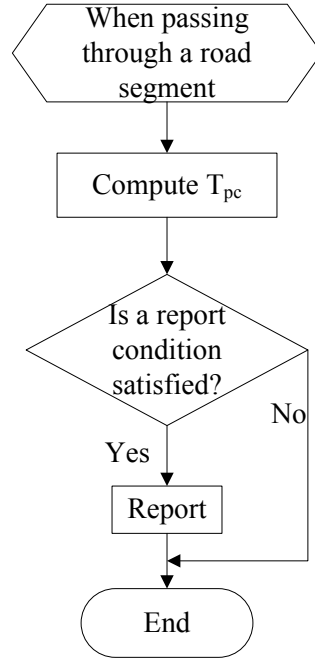 When passing
through a road
segment
Compute T_pc
Is a report
condition
satisfied?
No
Yes
Report
End